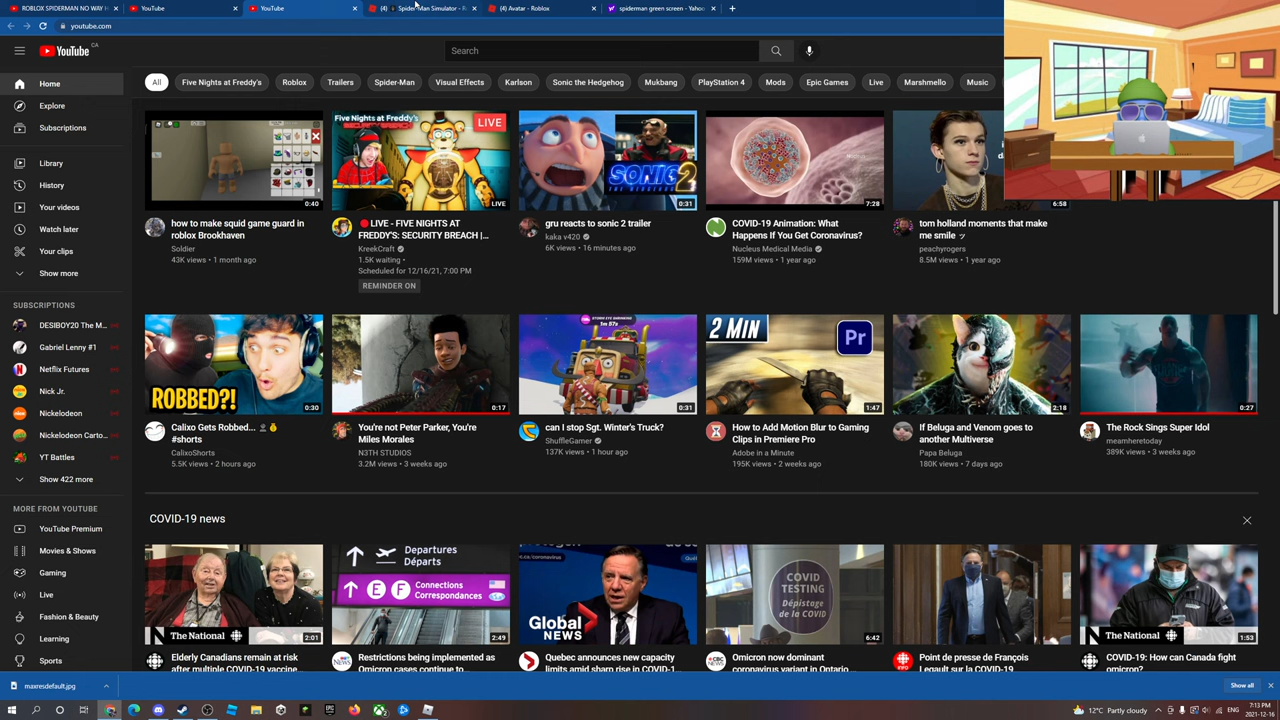 ROBLOX SPIDERMAN NO WAY H
YouTube
YouTube
(4) Spider-Man Simulator - R
(4) Avatar - Roblox
spiderman green screen - Yahoo
youtube.com
YouTube CA
Search
Home
Explore
Subscriptions
Library
History
Your videos
Watch later
Your clips
Show more
SUBSCRIPTIONS
DESIBOY20 The M...
Gabriel Lenny #1
Netflix Futures
Nick Jr.
Nickelodeon
Nickelodeon Carto...
YT Battles
Show 422 more
MORE FROM YOUTUBE
YouTube Premium
Movies & Shows
Gaming
Live
Fashion & Beauty
Learning
Sports
All
Five Nights at Freddy's
Roblox
Trailers
Spider-Man
Visual Effects
Karlson
Sonic the Hedgehog
Mukbang
PlayStation 4
Mods
Epic Games
Live
Marshmello
Music
0:40
how to make squid game guard in
roblox Brookhaven
Soldier
43K views • 1 month ago
Five Nights at Freddy's
SECURITY BREACH
LIVE
LIVE
LIVE - FIVE NIGHTS AT
FREDDY'S: SECURITY BREACH |...
KreekCraft
1.5K waiting •
Scheduled for 12/16/21, 7:00 PM
REMINDER ON
SONIC 2
0:31
gru reacts to sonic 2 trailer
kaka v420
6K views • 16 minutes ago
7:28
COVID-19 Animation: What
Happens If You Get Coronavirus?
Nucleus Medical Media
159M views • 1 year ago
6:58
tom holland moments that make
me smile ツ
peachyrogers
8.5M views • 1 year ago
ROBBED?!
0:30
Calixo Gets Robbed...
#shorts
CalixoShorts
5.5K views • 2 hours ago
0:17
You're not Peter Parker, You're
Miles Morales
N3TH STUDIOS
3.2M views • 3 weeks ago
1m 57s
0:31
can I stop Sgt. Winter's Truck?
ShuffleGamer
137K views • 1 hour ago
2 MIN
Pr
1:47
How to Add Motion Blur to Gaming
Clips in Premiere Pro
Adobe in a Minute
195K views • 2 weeks ago
2:18
If Beluga and Venom goes to
another Multiverse
Papa Beluga
180K views • 7 days ago
0:27
The Rock Sings Super Idol
meamheretoday
389K views • 3 weeks ago
COVID-19 news
The National
2:01
Elderly Canadians remain at risk
after multiple COVID-19 vaccine
Departures
Départs
E F Connections
Correspondances
2:49
Restrictions being implemented as
Omicron cases continue to
Global
NEWS
1:34
Quebec announces new capacity
limits amid sharp rise in COVID-1
COVID
TESTING
Dépistage
de la COVID
6:42
Omicron now dominant
coronavirus variant in Ontario
35:03
Point de presse de François
Legault sur la COVID-19
The National
1:53
COVID-19: How can Canada fight
omicron?
maxresdefault.jpg
Show all
12°C Partly cloudy
7:13 PM
2021-12-16